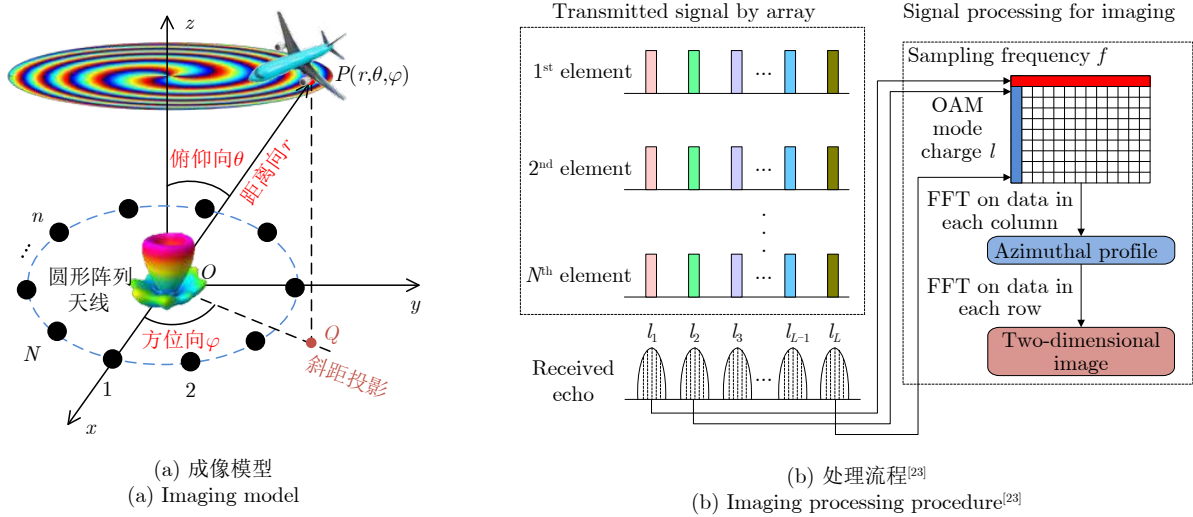 z
P(r,θ,φ)
俯仰向θ
距离向r
n
...
圆形阵列
天线
O
y
方位向φ
Q
N
斜距投影
1
2
x
(a) 成像模型
(a) Imaging model
Transmitted signal by array
1st element
...
2nd element
...
Nth element
...
l1 l2 l3 lL−1 lL
Received
echo
...
Signal processing for imaging
Sampling frequency f
OAM
mode
charge l
FFT on data in
each column
Azimuthal profile
FFT on data in
each row
Two-dimensional
image
(b) 处理流程[23]
(b) Imaging processing procedure[23]